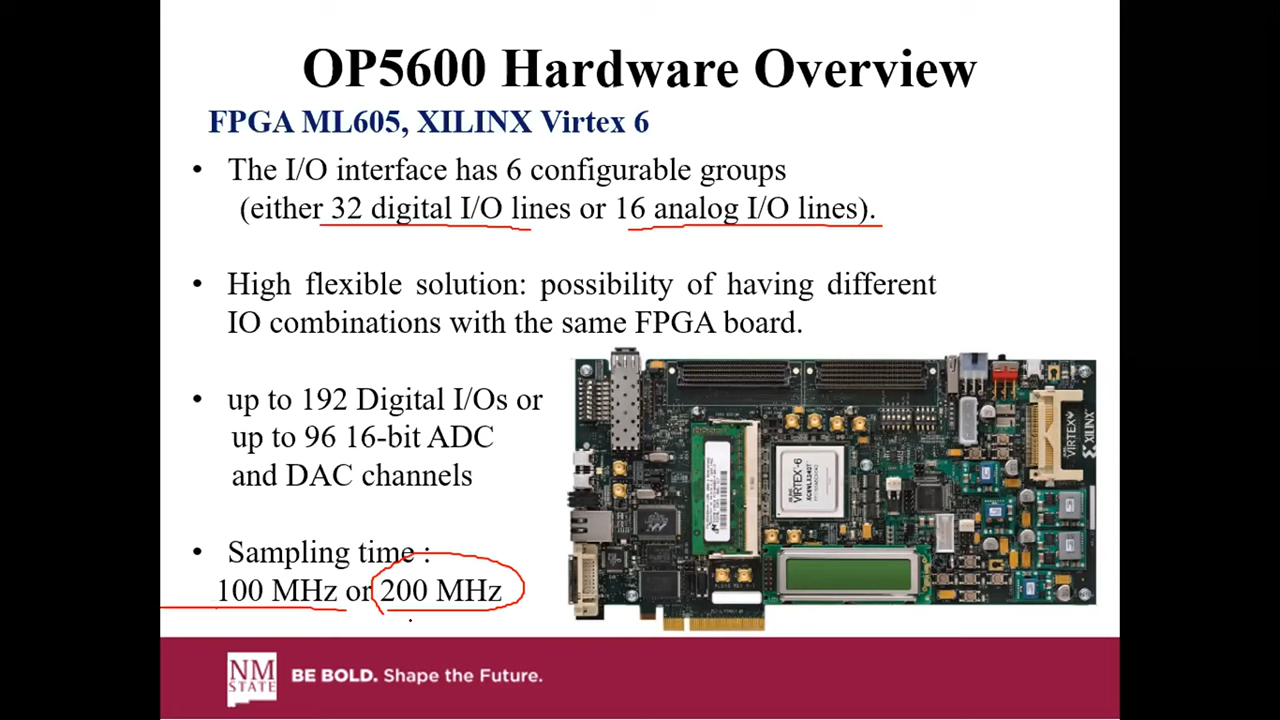 OP5600 Hardware Overview
FPGA ML605, XILINX Virtex 6
• The I/O interface has 6 configurable groups
(either 32 digital I/O lines or 16 analog I/O lines).
• High flexible solution: possibility of having different
IO combinations with the same FPGA board.
• up to 192 Digital I/Os or
up to 96 16-bit ADC
and DAC channels
• Sampling time :
100 MHz or 200 MHz
VIRTEX-6
VIRTEX
XILINX
NM
STATE
BE BOLD. Shape the Future.